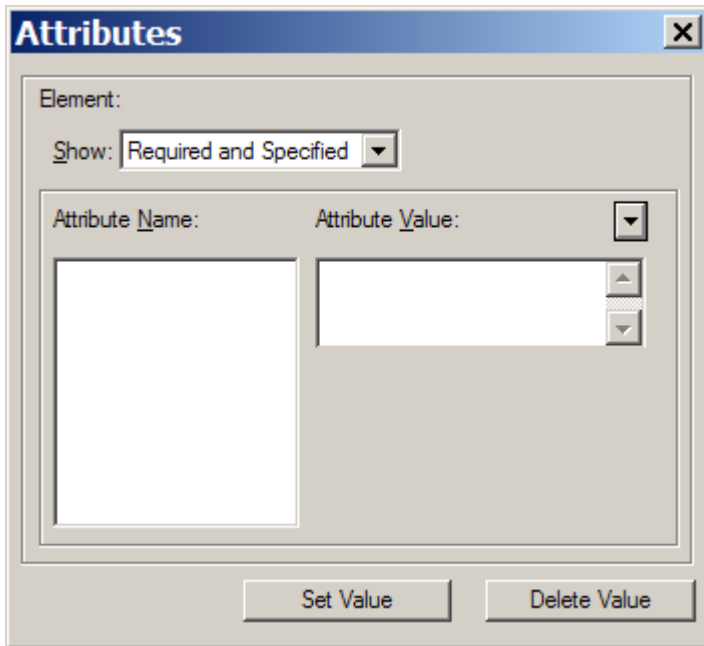 Attributes
Element:
Show: Required and Specified
Attribute Name: Attribute Value:
Set Value Delete Value